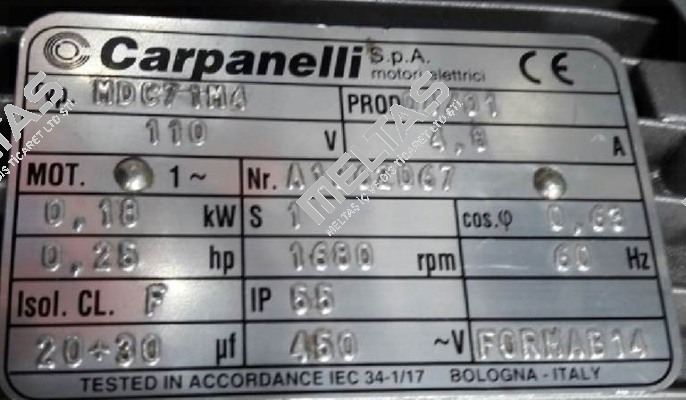 Carpanelli S.p.A.
motori elettrici CE
MDC71M4 PROD
110 V 4,8 A
MOT. 1~ Nr.
0,18 kW S 1 cos.φ 0,63
0,25 hp 1680 rpm 60 Hz
Isol. CL. F IP 55
20+30 µf 450 ~V FORMAB14
TESTED IN ACCORDANCE IEC 34-1/17 BOLOGNA - ITALY
MELTAS